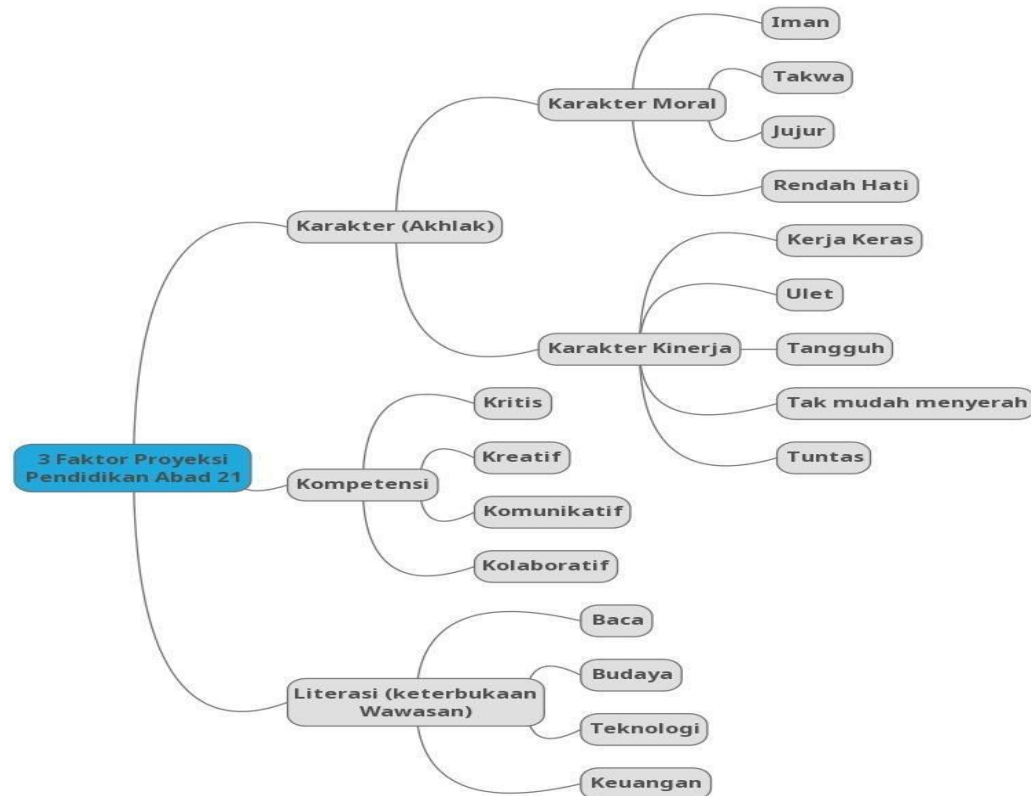 3 Faktor Proyeksi
Pendidikan Abad 21
Karakter (Akhlak)
Karakter Moral
Iman
Takwa
Jujur
Rendah Hati
Karakter Kinerja
Kerja Keras
Ulet
Tangguh
Tak mudah menyerah
Tuntas
Kompetensi
Kritis
Kreatif
Komunikatif
Kolaboratif
Literasi (keterbukaan
Wawasan)
Baca
Budaya
Teknologi
Keuangan